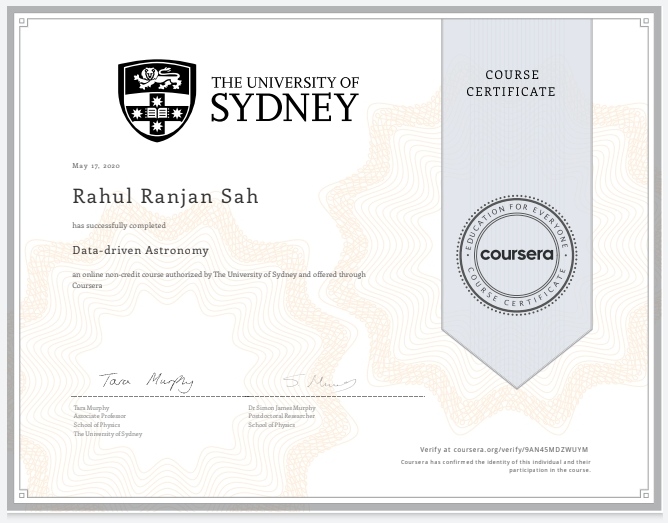 THE UNIVERSITY OF
SYDNEY
COURSE
CERTIFICATE
May 17, 2020
Rahul Ranjan Sah
has successfully completed
Data-driven Astronomy
an online non-credit course authorized by The University of Sydney and offered through
Coursera
EDUCATION FOR EVERYONE
coursera
COURSE CERTIFICATE
Tara Murphy
S. Murphy
Tara Murphy
Associate Professor
School of Physics
The University of Sydney
Dr Simon James Murphy
Postdoctoral Researcher
School of Physics
Verify at coursera.org/verify/9AN45MDZWUYM
Coursera has confirmed the identity of this individual and their
participation in the course.